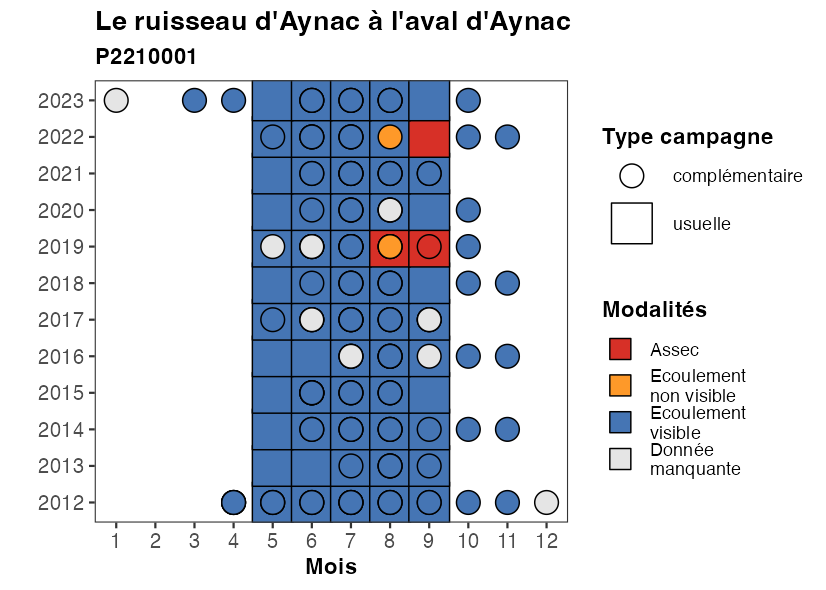 Le ruisseau d'Aynac à l'aval d'Aynac
P2210001
2023
2022
2021
2020
2019
2018
2017
2016
2015
2014
2013
2012
1 2 3 4 5 6 7 8 9 10 11 12
Mois
Type campagne
complémentaire
usuelle
Modalités
Assec
Ecoulement
non visible
Ecoulement
visible
Donnée
manquante